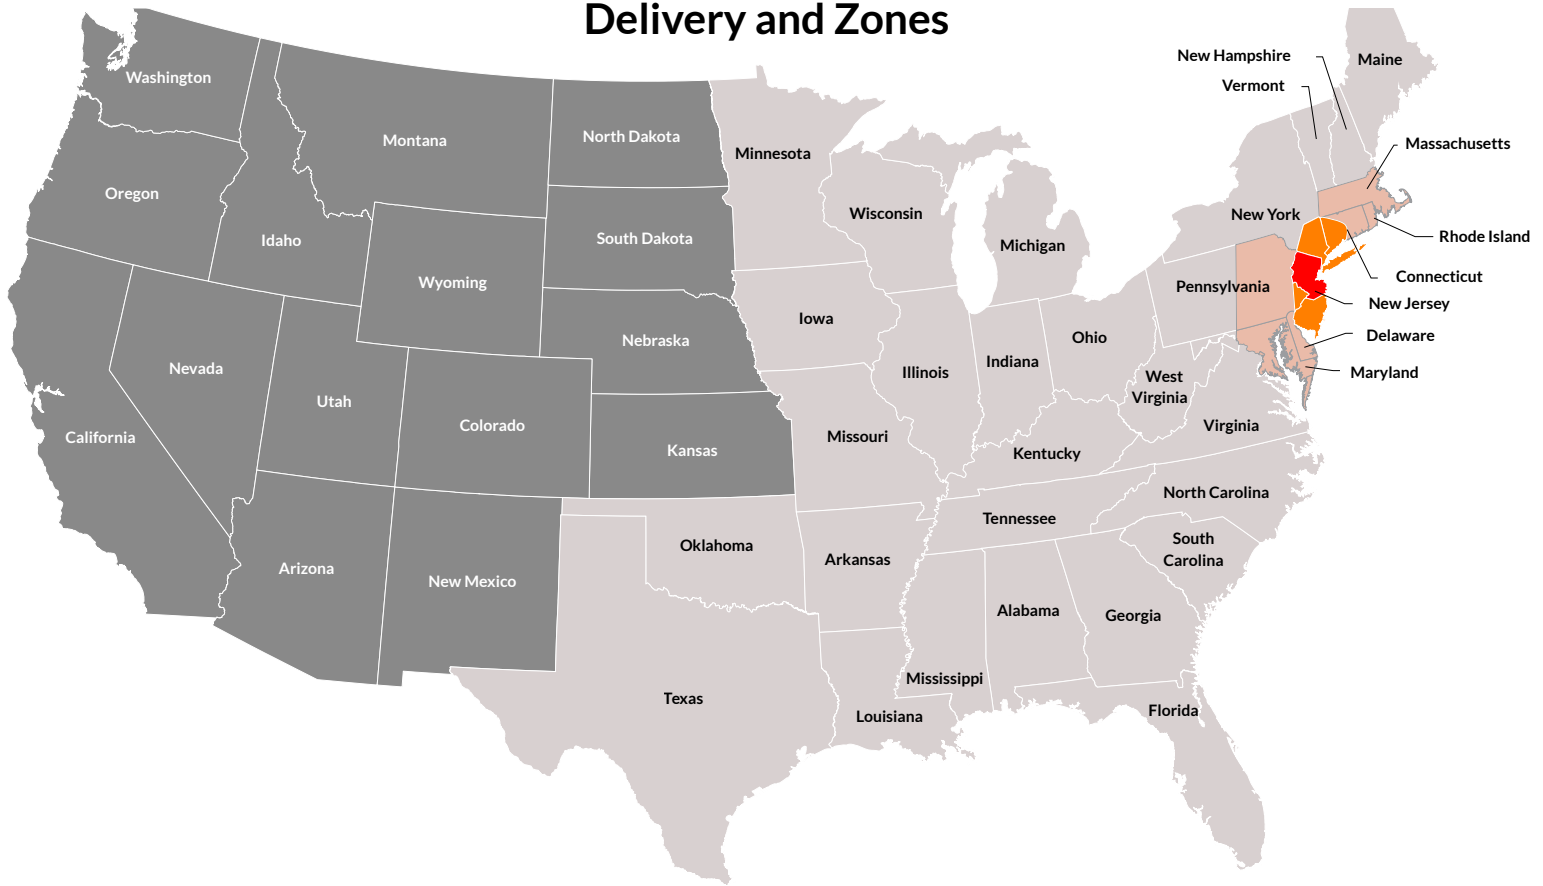 Delivery and Zones
New Hampshire
Maine
Washington
Vermont
North Dakota
Montana
Massachusetts
Minnesota
Oregon
Wisconsin
New York
Rhode Island
South Dakota
Idaho
Michigan
Connecticut
Wyoming
Pennsylvania
New Jersey
Iowa
Delaware
Ohio
Nebraska
Indiana
Nevada
Illinois
Maryland
West
Virginia
Utah
Colorado
Virginia
California
Missouri
Kansas
Kentucky
North Carolina
Tennessee
South
Carolina
Oklahoma
Arkansas
Arizona
New Mexico
Alabama
Georgia
Mississippi
Texas
Florida
Louisiana